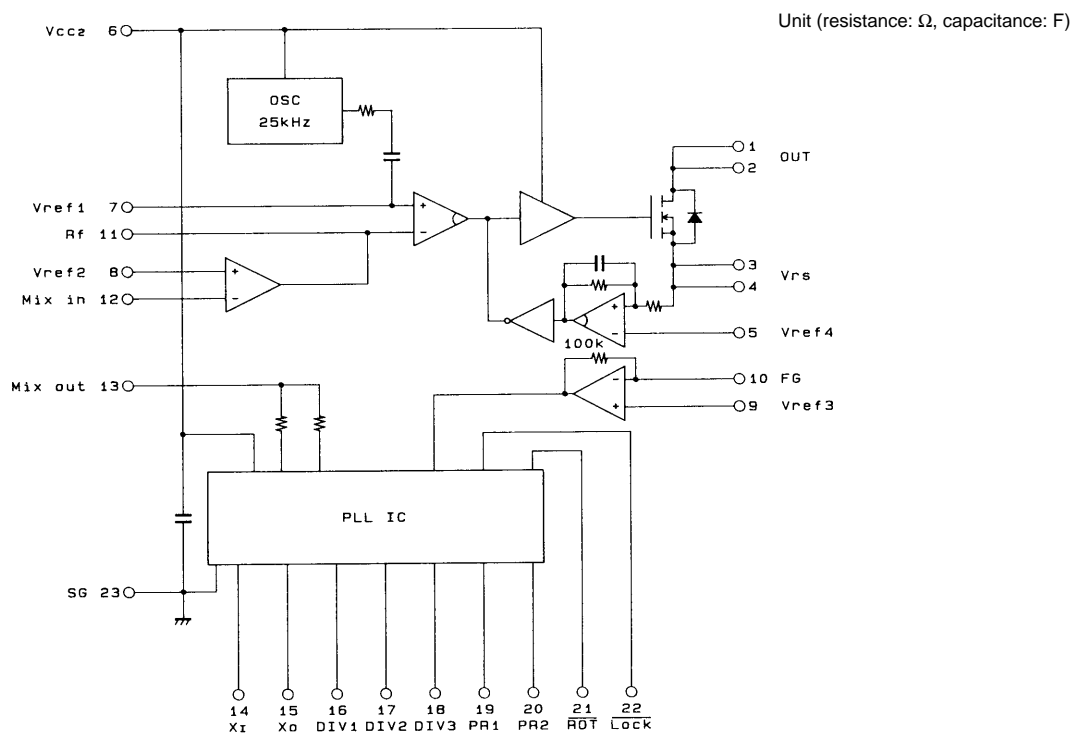 Unit (resistance: Ω, capacitance: F)
Vcc2 6
OSC
25kHz
1
OUT
2
Vref1 7
Rf 11
Vref2 8
Mix in 12
+
-
+
-
3
Vrs
4
+
-
5 Vref4
100k
Mix out 13
-
+
10 FG
9 Vref3
PLL IC
SG 23
14 15 16 17 18 19 20 21 22
XI XO DIV1 DIV2 DIV3 PR1 PR2 ROT Lock